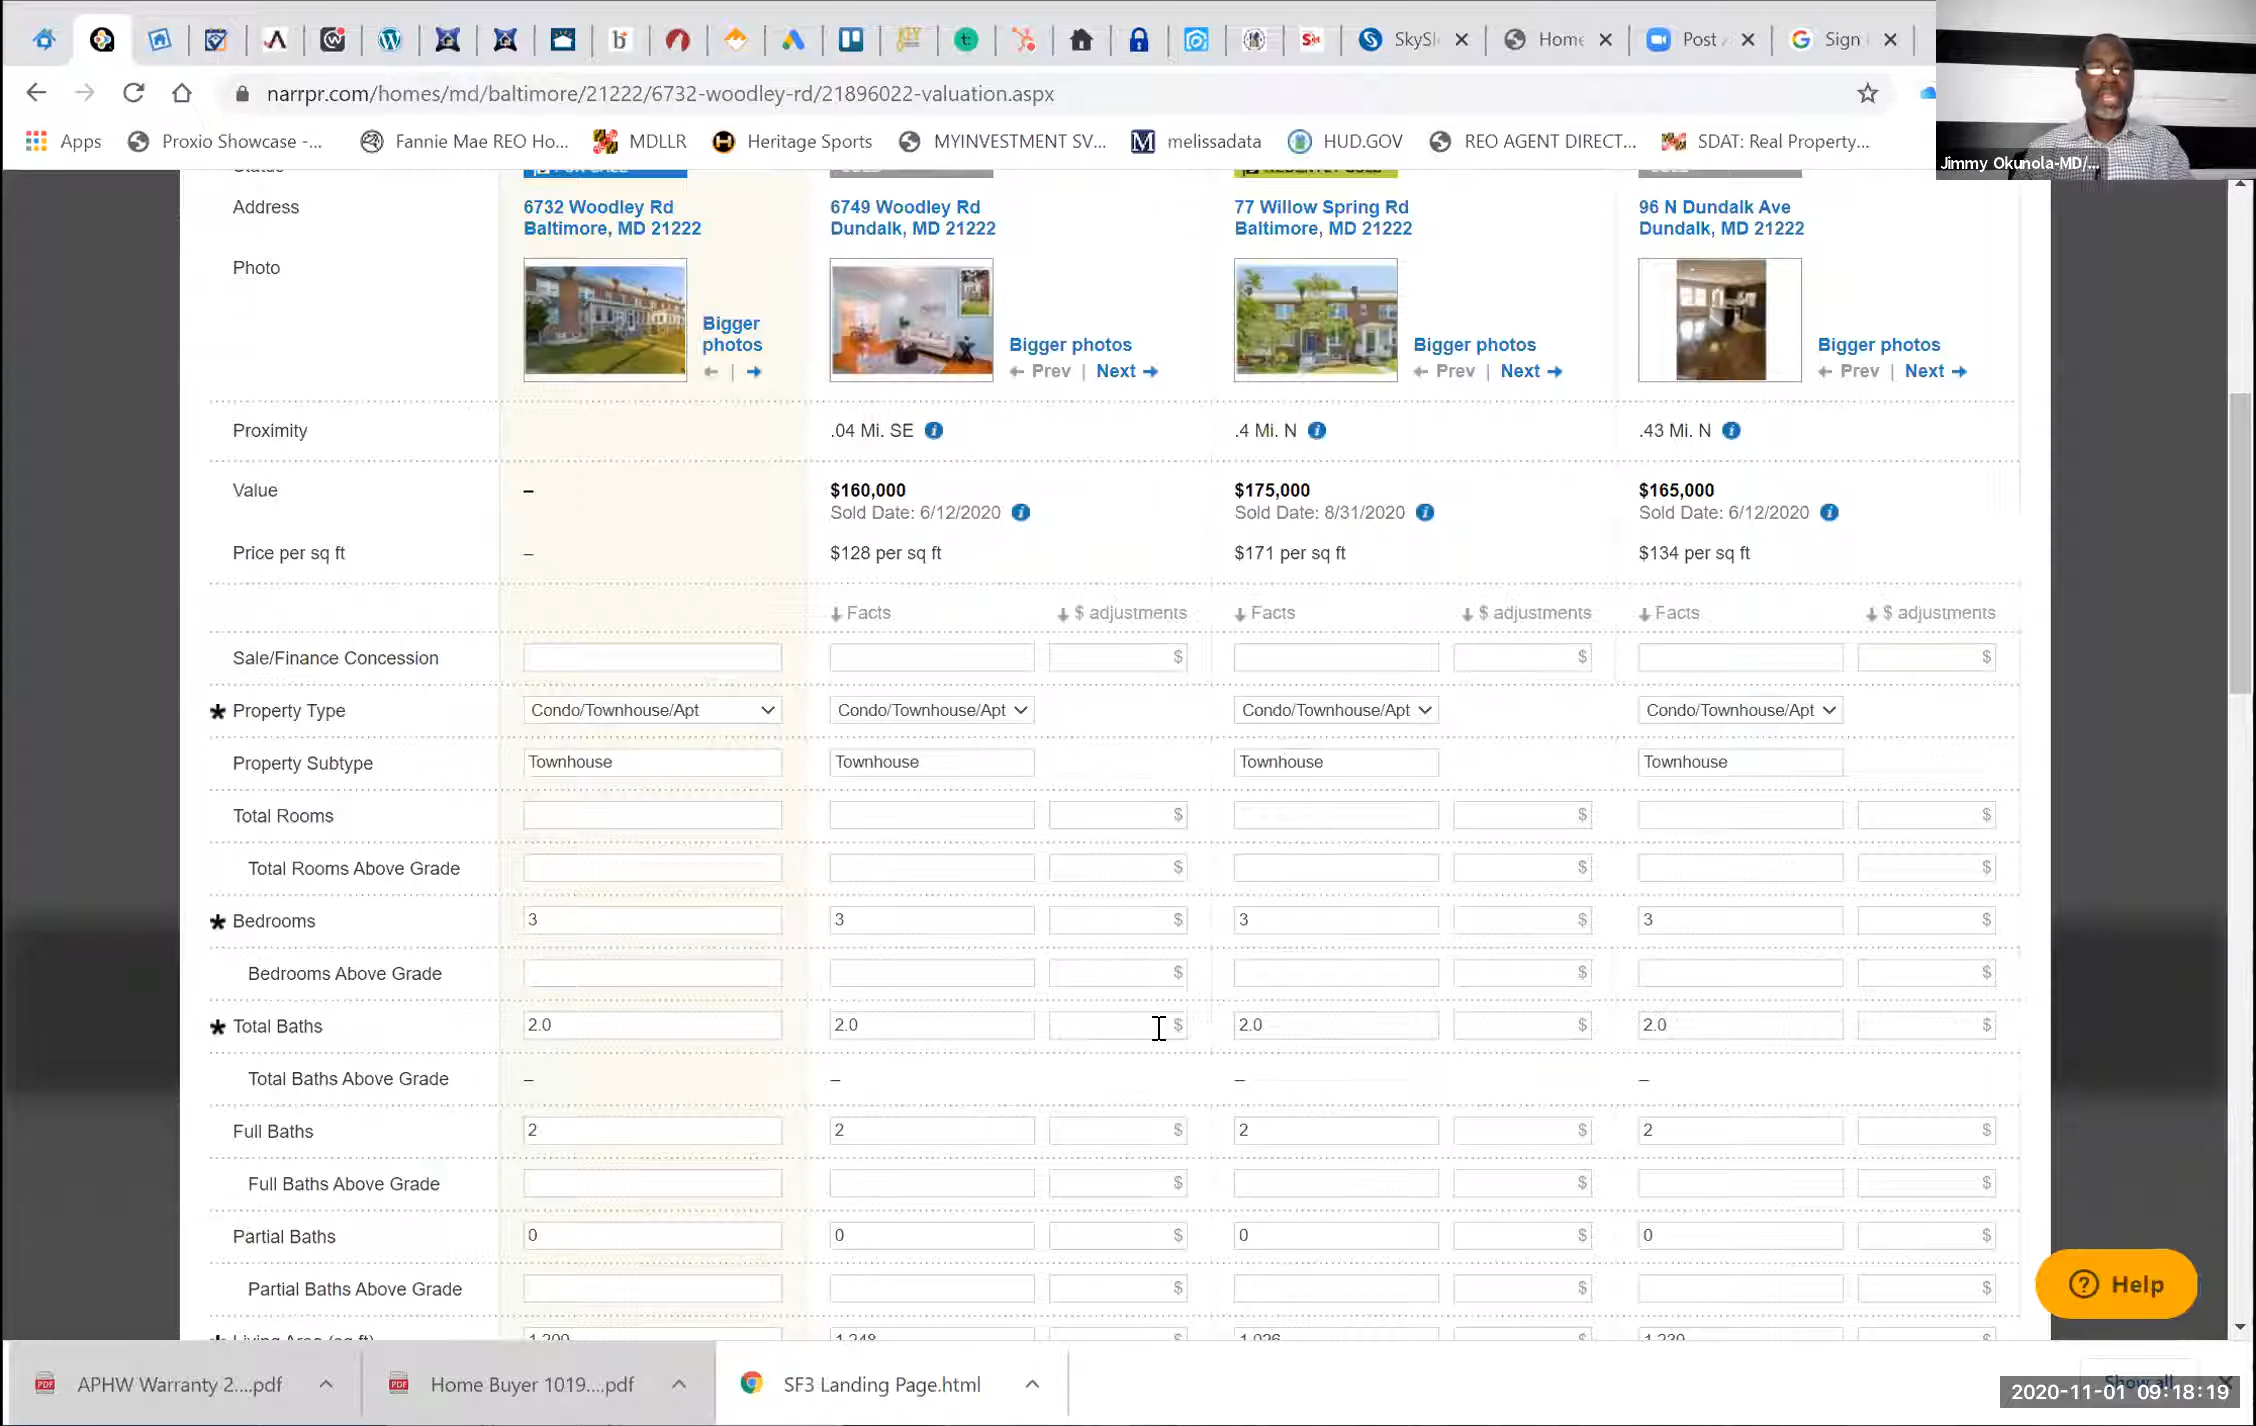 SkySl
Home
Post
Sign
narrpr.com/homes/md/baltimore/21222/6732-woodley-rd/21896022-valuation.aspx
Apps
Proxio Showcase -...
Fannie Mae REO Ho...
MDLLR
Heritage Sports
MYINVESTMENT SV...
melissadata
HUD.GOV
REO AGENT DIRECT...
SDAT: Real Property...
Jimmy Okunola-MD/...
Address
6732 Woodley Rd
Baltimore, MD 21222
6749 Woodley Rd
Dundalk, MD 21222
77 Willow Spring Rd
Baltimore, MD 21222
96 N Dundalk Ave
Dundalk, MD 21222
Photo
Bigger
photos
← | →
Bigger photos
← Prev | Next →
Bigger photos
← Prev | Next →
Bigger photos
← Prev | Next →
Proximity .04 Mi. SE .4 Mi. N .43 Mi. N
Value – $160,000 $175,000 $165,000
Sold Date: 6/12/2020 Sold Date: 8/31/2020 Sold Date: 6/12/2020
Price per sq ft – $128 per sq ft $171 per sq ft $134 per sq ft
Facts $ adjustments Facts $ adjustments Facts $ adjustments
Sale/Finance Concession $ $ $
* Property Type Condo/Townhouse/Apt Condo/Townhouse/Apt Condo/Townhouse/Apt Condo/Townhouse/Apt
Property Subtype Townhouse Townhouse Townhouse Townhouse
Total Rooms $ $ $
Total Rooms Above Grade $ $ $
* Bedrooms 3 3 $ 3 $ 3 $
Bedrooms Above Grade $ $ $
* Total Baths 2.0 2.0 $ 2.0 $ 2.0 $
Total Baths Above Grade – – – –
Full Baths 2 2 $ 2 $ 2 $
Full Baths Above Grade $ $ $
Partial Baths 0 0 $ 0 $ 0 $
Partial Baths Above Grade $ $ $
Help
APHW Warranty 2....pdf
Home Buyer 1019....pdf
SF3 Landing Page.html
Show all
2020-11-01 09:18:19